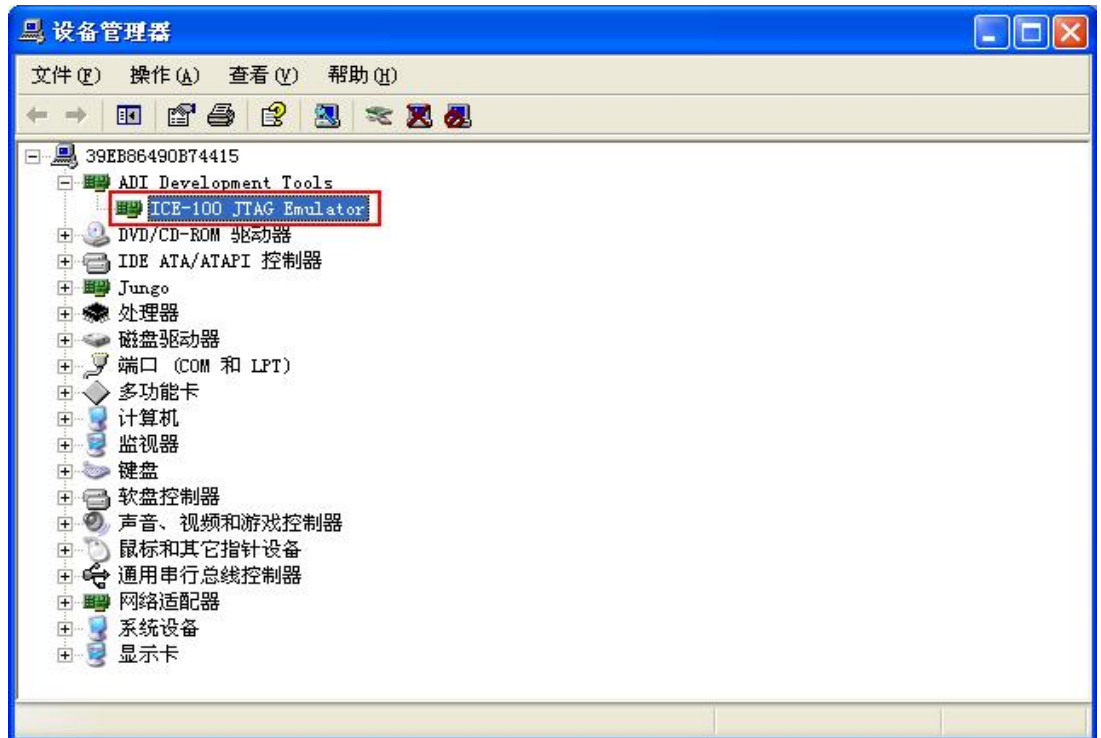 设备管理器
文件(F) 操作(A) 查看(V) 帮助(H)
39EB86490B74415
ADI Development Tools
ICE-100 JTAG Emulator
DVD/CD-ROM 驱动器
IDE ATA/ATAPI 控制器
Jungo
处理器
磁盘驱动器
端口 (COM 和 LPT)
多功能卡
计算机
监视器
键盘
软盘控制器
声音、视频和游戏控制器
鼠标和其它指针设备
通用串行总线控制器
网络适配器
系统设备
显示卡